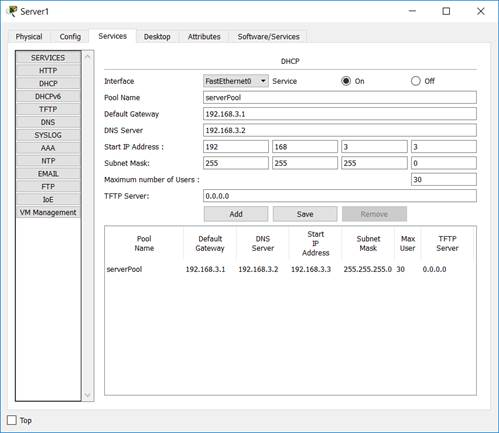 Server1
Physical Config Services Desktop Attributes Software/Services
SERVICES
HTTP
DHCP
DHCPv6
TFTP
DNS
SYSLOG
AAA
NTP
EMAIL
FTP
IoE
VM Management
DHCP
Interface FastEthernet0 Service On Off
Pool Name serverPool
Default Gateway 192.168.3.1
DNS Server 192.168.3.2
Start IP Address : 192 168 3 3
Subnet Mask: 255 255 255 0
Maximum number of Users : 30
TFTP Server: 0.0.0.0
Add Save Remove
Pool Name Default Gateway DNS Server Start IP Address Subnet Mask Max User TFTP Server
serverPool 192.168.3.1 192.168.3.2 192.168.3.3 255.255.255.0 30 0.0.0.0
Top